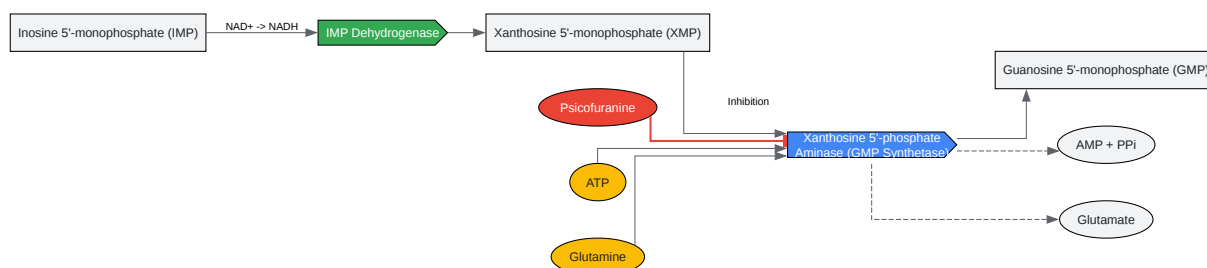 Inosine 5'-monophosphate (IMP)
NAD+ -> NADH
IMP Dehydrogenase
Xanthosine 5'-monophosphate (XMP)
Guanosine 5'-monophosphate (GMP)
Psicofuranine
Inhibition
Xanthosine 5'-phosphate
Aminase (GMP Synthetase)
AMP + PPi
ATP
Glutamate
Glutamine